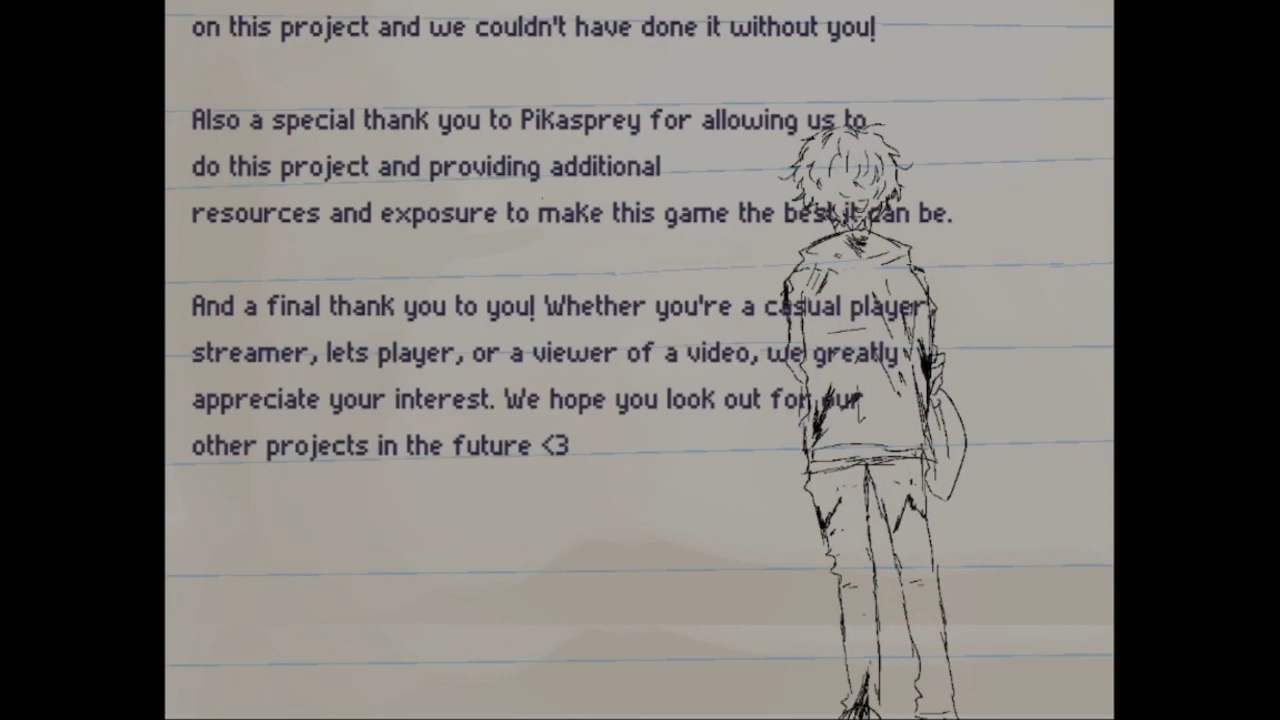 on this project and we couldn't have done it without you!
Also a special thank you to Pikasprey for allowing us to
do this project and providing additional
resources and exposure to make this game the best it can be.
And a final thank you to you! Whether you're a casual player
streamer, lets player, or a viewer of a video, we greatly
appreciate your interest. We hope you look out for our
other projects in the future <3